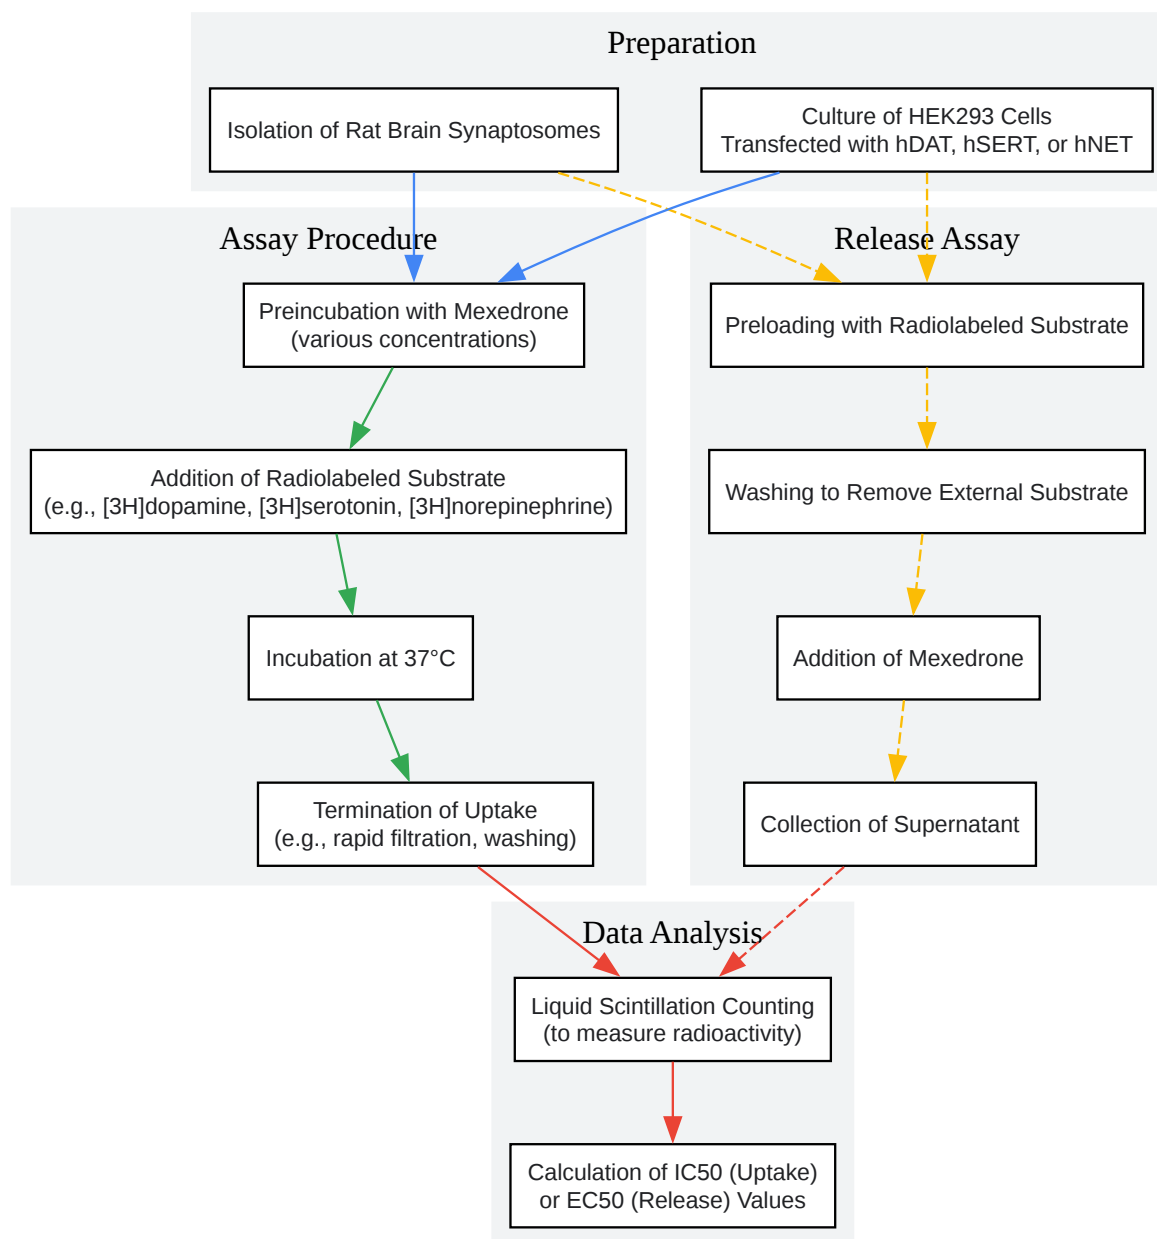 Preparation
Isolation of Rat Brain Synaptosomes
Culture of HEK293 Cells
Transfected with hDAT, hSERT, or hNET
Assay Procedure
Preincubation with Mexedrone
(various concentrations)
Addition of Radiolabeled Substrate
(e.g., [3H]dopamine, [3H]serotonin, [3H]norepinephrine)
Incubation at 37°C
Termination of Uptake
(e.g., rapid filtration, washing)
Release Assay
Preloading with Radiolabeled Substrate
Washing to Remove External Substrate
Addition of Mexedrone
Collection of Supernatant
Data Analysis
Liquid Scintillation Counting
(to measure radioactivity)
Calculation of IC50 (Uptake)
or EC50 (Release) Values